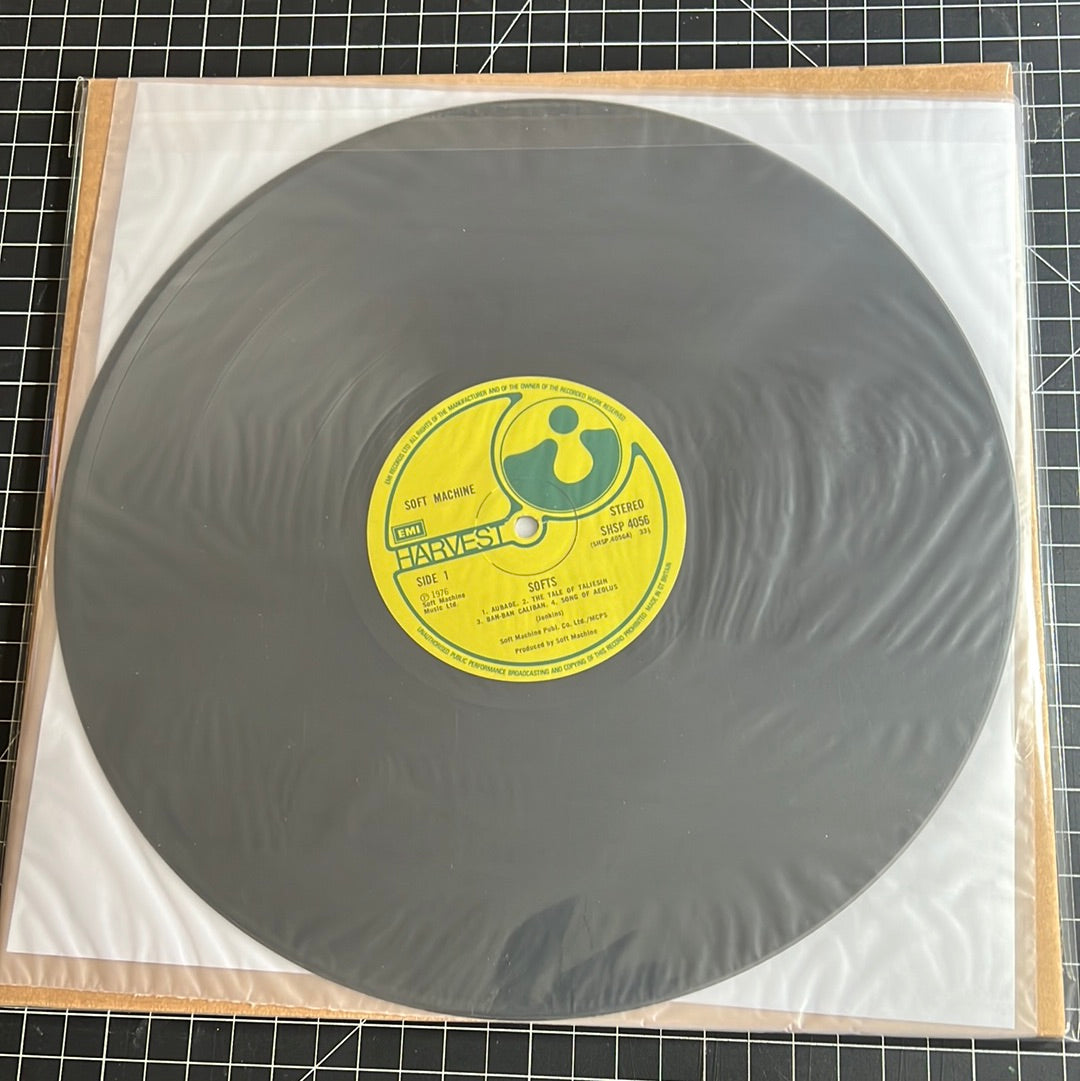 EMI RECORDS LTD ALL RIGHTS OF THE MANUFACTURER AND OF THE OWNER OF THE RECORDED WORK RESERVED
SOFT MACHINE
STEREO
SHSP 4056
(SHSP.4056A) 33⅓
EMI
HARVEST
SIDE 1
℗ 1976
Soft Machine
Music Ltd.
SOFTS
1. AUBADE. 2. THE TALE OF TALIESIN
3. BAN-BAN CALIBAN. 4. SONG OF AEOLUS
(Jenkins)
Soft Machine Publ. Co. Ltd./MCPS
Produced by Soft Machine
UNAUTHORISED PUBLIC PERFORMANCE BROADCASTING AND COPYING OF THIS RECORD PROHIBITED MADE IN GT BRITAIN